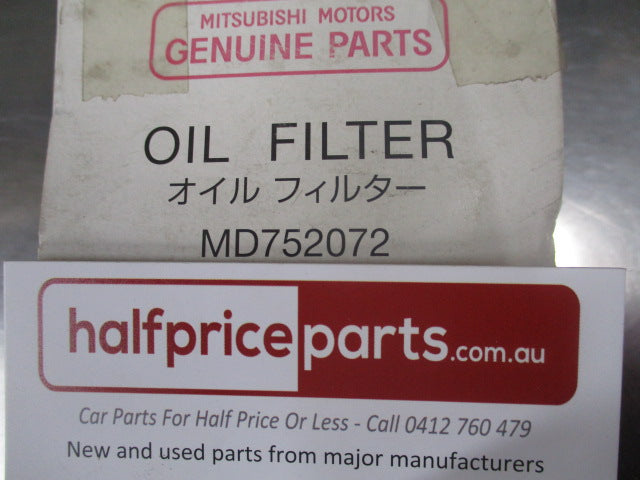 MITSUBISHI MOTORS
GENUINE PARTS
OIL FILTER
オイル フィルター
MD752072
halfpriceparts.com.au
Car Parts For Half Price Or Less - Call 0412 760 479
New and used parts from major manufacturers